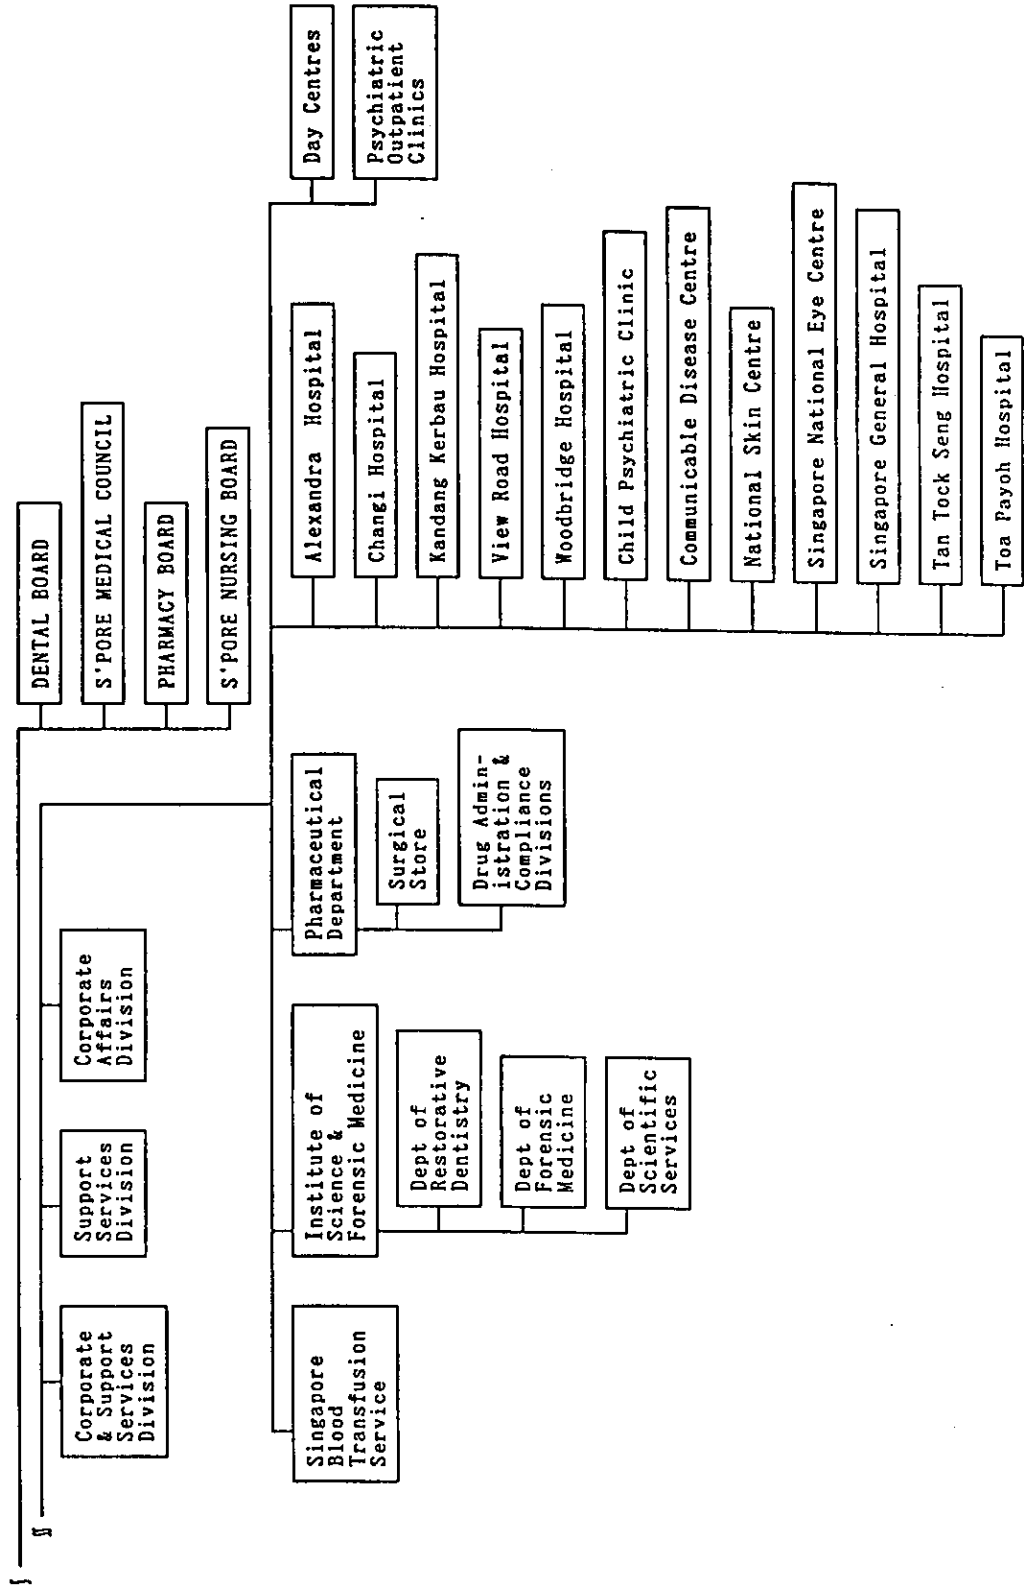 DENTAL BOARD
S'PORE MEDICAL COUNCIL
PHARMACY BOARD
S'PORE NURSING BOARD
Corporate
& Support
Services
Division
Support
Services
Division
Corporate
Affairs
Division
Singapore
Blood
Transfusion
Service
Institute of
Science &
Forensic Medicine
Dept of
Restorative
Dentistry
Dept of
Forensic
Medicine
Dept of
Scientific
Services
Pharmaceutical
Department
Surgical
Store
Drug Admin-
istration &
Compliance
Divisions
Alexandra Hospital
Changi Hospital
Kandang Kerbau Hospital
View Road Hospital
Woodbridge Hospital
Child Psychiatric Clinic
Communicable Disease Centre
National Skin Centre
Singapore National Eye Centre
Singapore General Hospital
Tan Tock Seng Hospital
Toa Payoh Hospital
Day Centres
Psychiatric
Outpatient
Clinics